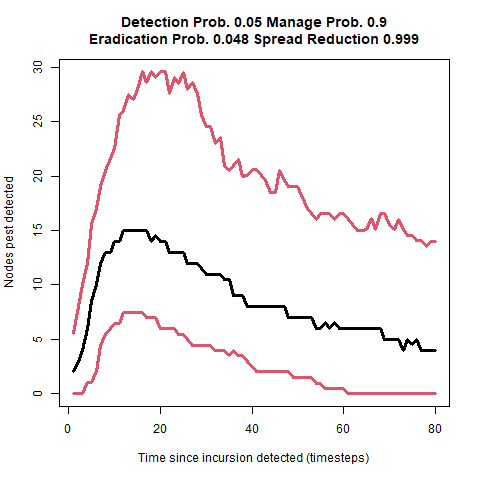 Detection Prob. 0.05 Manage Prob. 0.9
Eradication Prob. 0.048 Spread Reduction 0.999
Nodes pest detected
30
25
20
15
10
5
0
0 20 40 60 80
Time since incursion detected (timesteps)